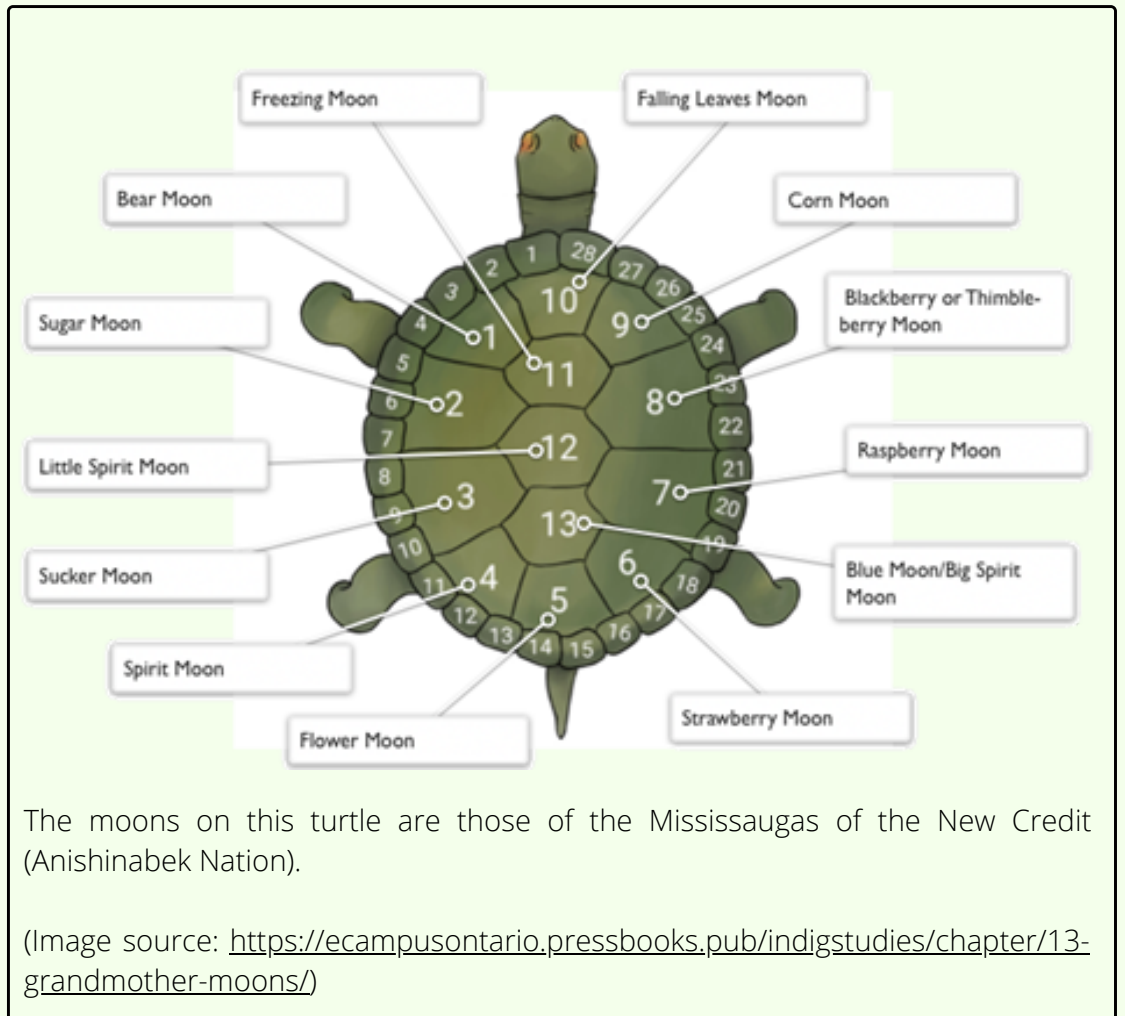 Freezing Moon
Falling Leaves Moon
Bear Moon
Corn Moon
Sugar Moon
Blackberry or Thimble-
berry Moon
Little Spirit Moon
Raspberry Moon
Sucker Moon
Blue Moon/Big Spirit
Moon
Spirit Moon
Strawberry Moon
Flower Moon
1
2
3
4
5
6
7
8
9
10
11
12
13
14
15
16
17
18
19
20
21
22
23
24
25
26
27
28
1
2
3
4
5
6
7
8
9
10
11
12
13
The moons on this turtle are those of the Mississaugas of the New Credit
(Anishinabek Nation).
(Image source: https://ecampusontario.pressbooks.pub/indigstudies/chapter/13-
grandmother-moons/)